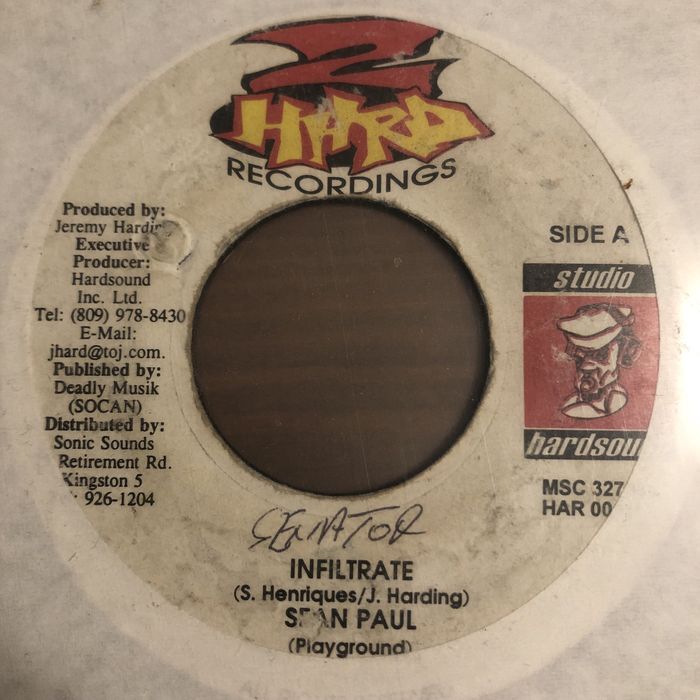 2
HARD
RECORDINGS
Produced by:
Jeremy Hardin
Executive
Producer:
Hardsound
Inc. Ltd.
Tel: (809) 978-8430
E-Mail:
jhard@toj.com.
Published by:
Deadly Musik
(SOCAN)
Distributed by:
Sonic Sounds
Retirement Rd.
Kingston 5
: 926-1204
SIDE A
studio
hardsou
MSC 327
HAR 00
SENATOR
INFILTRATE
(S. Henriques/J. Harding)
SEAN PAUL
(Playground)